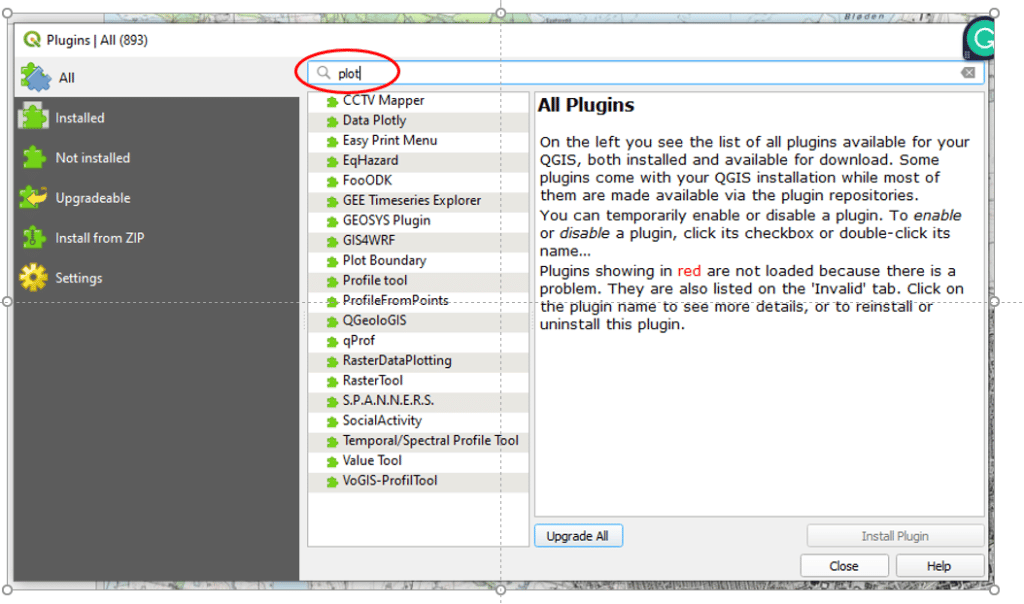 Bløden
Plugins | All (893)
All
Installed
Not installed
Upgradeable
Install from ZIP
Settings
plot
CCTV Mapper
Data Plotly
Easy Print Menu
EqHazard
FooODK
GEE Timeseries Explorer
GEOSYS Plugin
GIS4WRF
Plot Boundary
Profile tool
ProfileFromPoints
QGeoloGIS
qProf
RasterDataPlotting
RasterTool
S.P.A.N.N.E.R.S.
SocialActivity
Temporal/Spectral Profile Tool
Value Tool
VoGIS-ProfilTool
All Plugins
On the left you see the list of all plugins available for your
QGIS, both installed and available for download. Some
plugins come with your QGIS installation while most of
them are made available via the plugin repositories.
You can temporarily enable or disable a plugin. To enable
or disable a plugin, click its checkbox or double-click its
name...
Plugins showing in red are not loaded because there is a
problem. They are also listed on the 'Invalid' tab. Click on
the plugin name to see more details, or to reinstall or
uninstall this plugin.
Upgrade All
Install Plugin
Close
Help